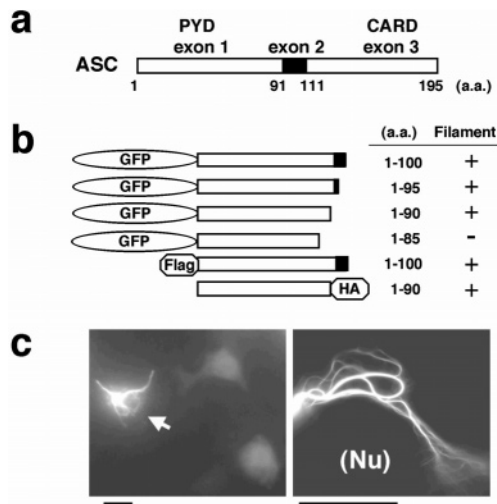 a
PYD CARD
exon 1 exon 2 exon 3
ASC
1 91 111 195 (a.a.)
b
(a.a.) Filament
GFP 1-100 +
GFP 1-95 +
GFP 1-90 +
GFP 1-85 -
Flag 1-100 +
HA 1-90 +
c
(Nu)